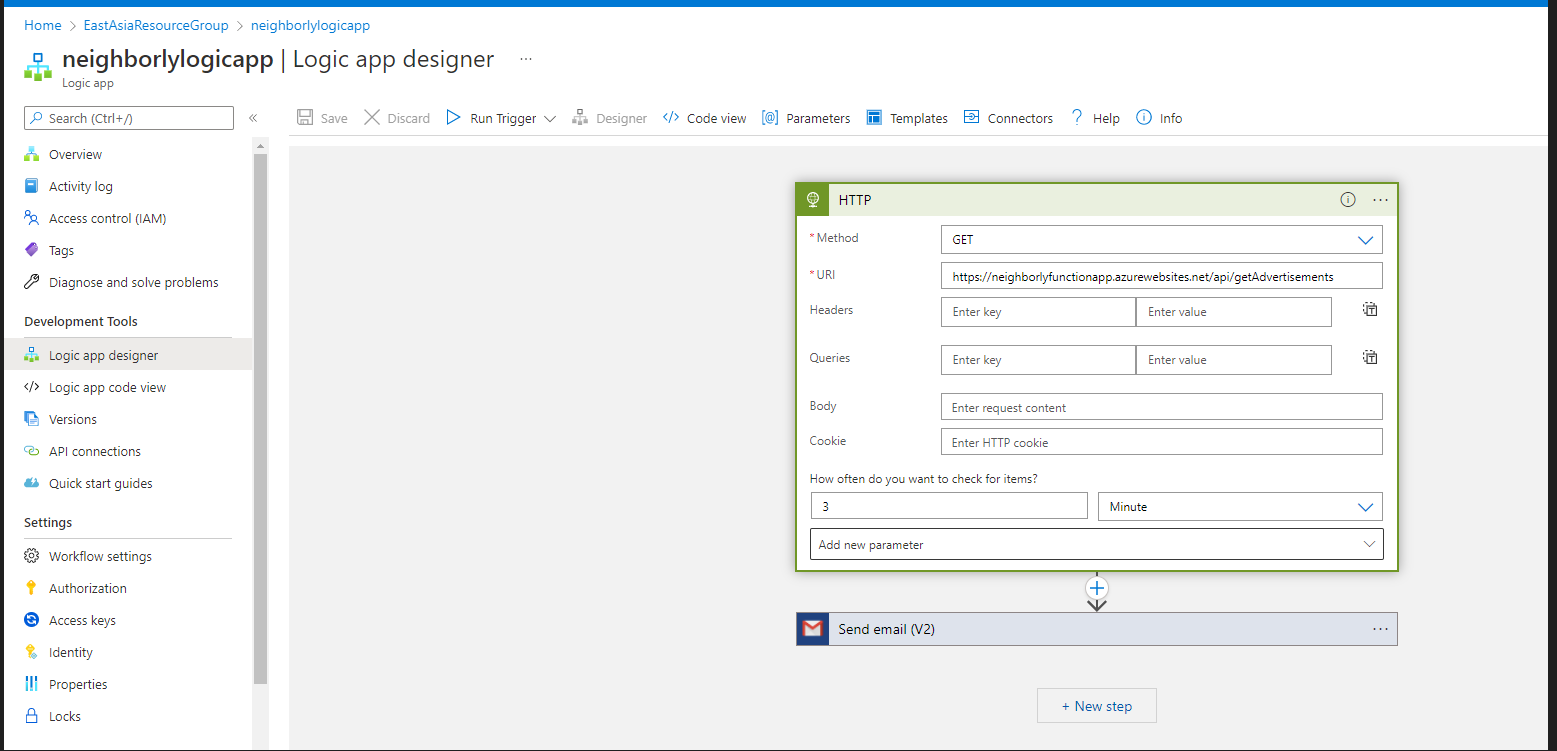 Home > EastAsiaResourceGroup > neighborlylogicapp
neighborlylogicapp | Logic app designer ...
Logic app
Search (Ctrl+/) «
Save Discard Run Trigger Designer Code view Parameters Templates Connectors Help Info
Overview
Activity log
Access control (IAM)
Tags
Diagnose and solve problems
Development Tools
Logic app designer
Logic app code view
Versions
API connections
Quick start guides
Settings
Workflow settings
Authorization
Access keys
Identity
Properties
Locks
HTTP ...
* Method GET
* URI https://neighborlyfunctionapp.azurewebsites.net/api/getAdvertisements
Headers Enter key Enter value
Queries Enter key Enter value
Body Enter request content
Cookie Enter HTTP cookie
How often do you want to check for items?
3 Minute
Add new parameter
Send email (V2) ...
+ New step